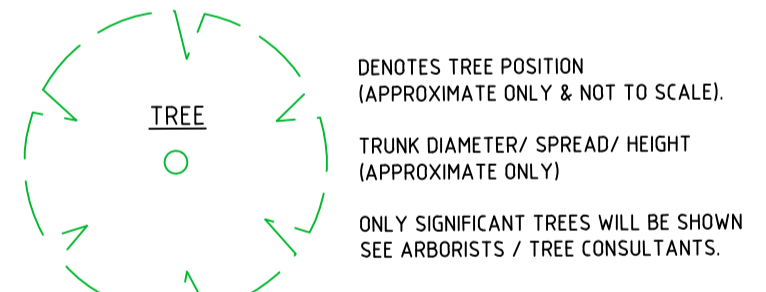 TREE
DENOTES TREE POSITION
(APPROXIMATE ONLY & NOT TO SCALE).
TRUNK DIAMETER/ SPREAD/ HEIGHT
(APPROXIMATE ONLY)
ONLY SIGNIFICANT TREES WILL BE SHOWN
SEE ARBORISTS / TREE CONSULTANTS.